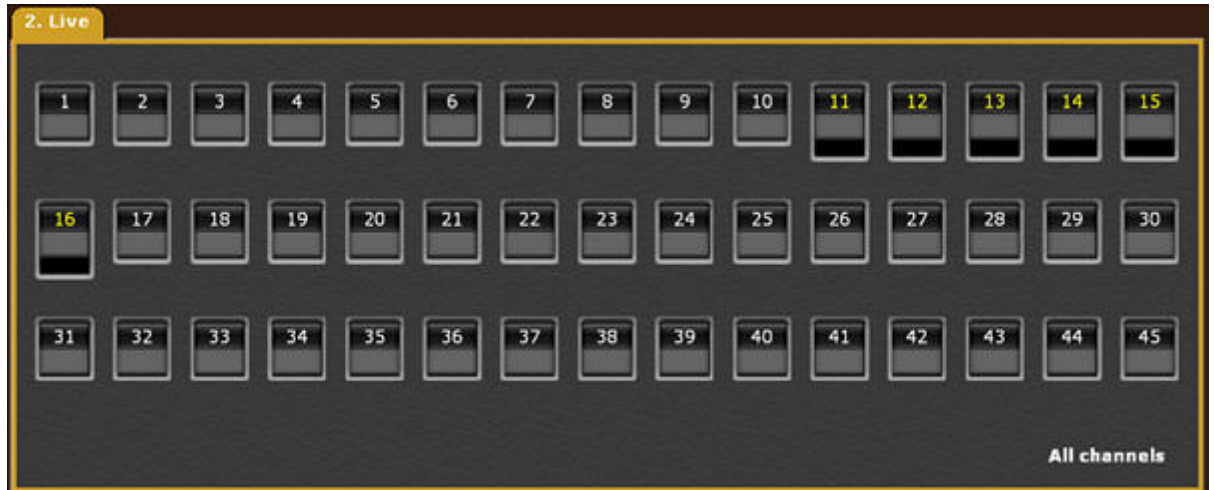 2. Live
1 2 3 4 5 6 7 8 9 10 11 12 13 14 15
16 17 18 19 20 21 22 23 24 25 26 27 28 29 30
31 32 33 34 35 36 37 38 39 40 41 42 43 44 45
All channels